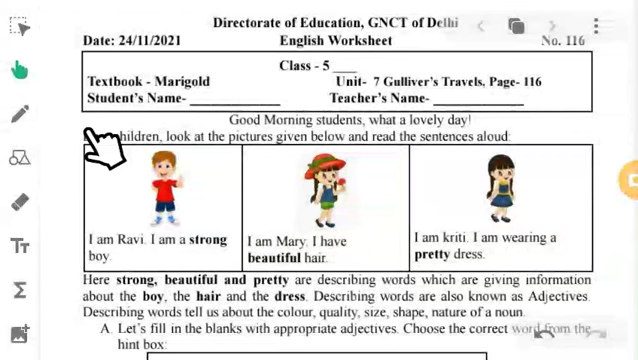 Directorate of Education, GNCT of Delhi
Date: 24/11/2021 English Worksheet No. 116
Class - 5 ___
Textbook - Marigold Unit- 7 Gulliver's Travels, Page- 116
Student's Name- ______________ Teacher's Name- ______________
Good Morning students, what a lovely day!
look at the pictures given below and read the sentences aloud:
I am Ravi. I am a strong
boy.
I am Mary. I have
beautiful hair.
I am kriti. I am wearing a
pretty dress.
Here strong, beautiful and pretty are describing words which are giving information
about the boy, the hair and the dress. Describing words are also known as Adjectives.
Describing words tell us about the colour, quality, size, shape, nature of a noun.
A. Let's fill in the blanks with appropriate adjectives. Choose the correct word from the
hint box: